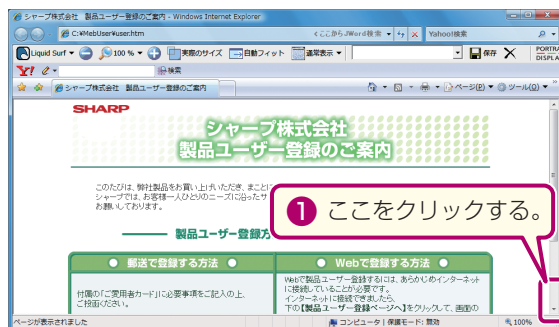 シャープ株式会社 製品ユーザー登録のご案内 - Windows Internet Explorer
C:¥MebUser¥user.htm
<<ここからJWord検索
Yahoo!検索
Liquid Surf
100%
実際のサイズ
自動フィット
通常表示
保存
PORTRA
DISPLA
Y!
検索
シャープ株式会社 製品ユーザー登録のご案内
ページ(P)
ツール(O)
SHARP
シャープ株式会社
製品ユーザー登録のご案内
このたびは、弊社製品をお買い上げいただき、まことに
シャープでは、お客様一人ひとりのニーズに沿ったサ
お願いしております。
1 ここをクリックする。
製品ユーザー登録方
● 郵送で登録する方法 ●
● Webで登録する方法 ●
付属の「ご愛用者カード」に必要事項をご記入の上、
ご投函ください。
Webで製品ユーザー登録するには、あらかじめインターネット
に接続していることが必要です。
インターネットに接続できましたら、
下の【製品ユーザー登録ページへ】をクリックして、画面の
ページが表示されました
コンピュータ | 保護モード: 無効
100%